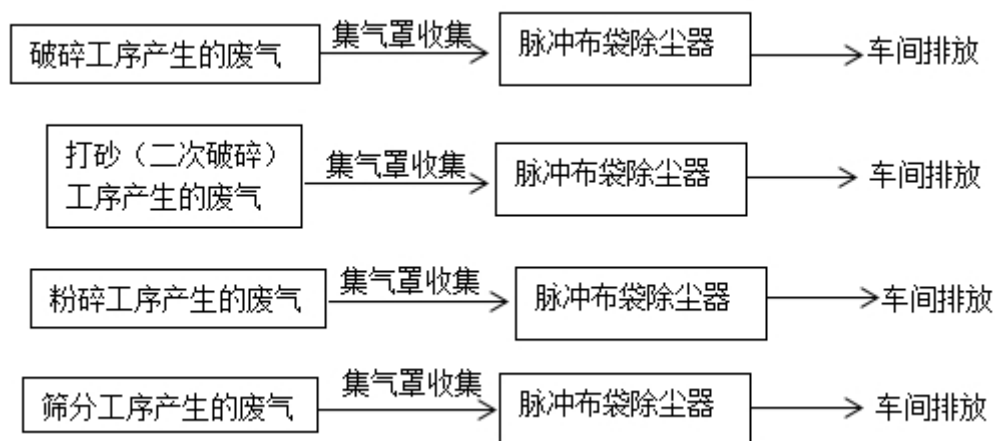 破碎工序产生的废气
集气罩收集
脉冲布袋除尘器
车间排放
打砂（二次破碎）
工序产生的废气
集气罩收集
脉冲布袋除尘器
车间排放
粉碎工序产生的废气
集气罩收集
脉冲布袋除尘器
车间排放
筛分工序产生的废气
集气罩收集
脉冲布袋除尘器
车间排放